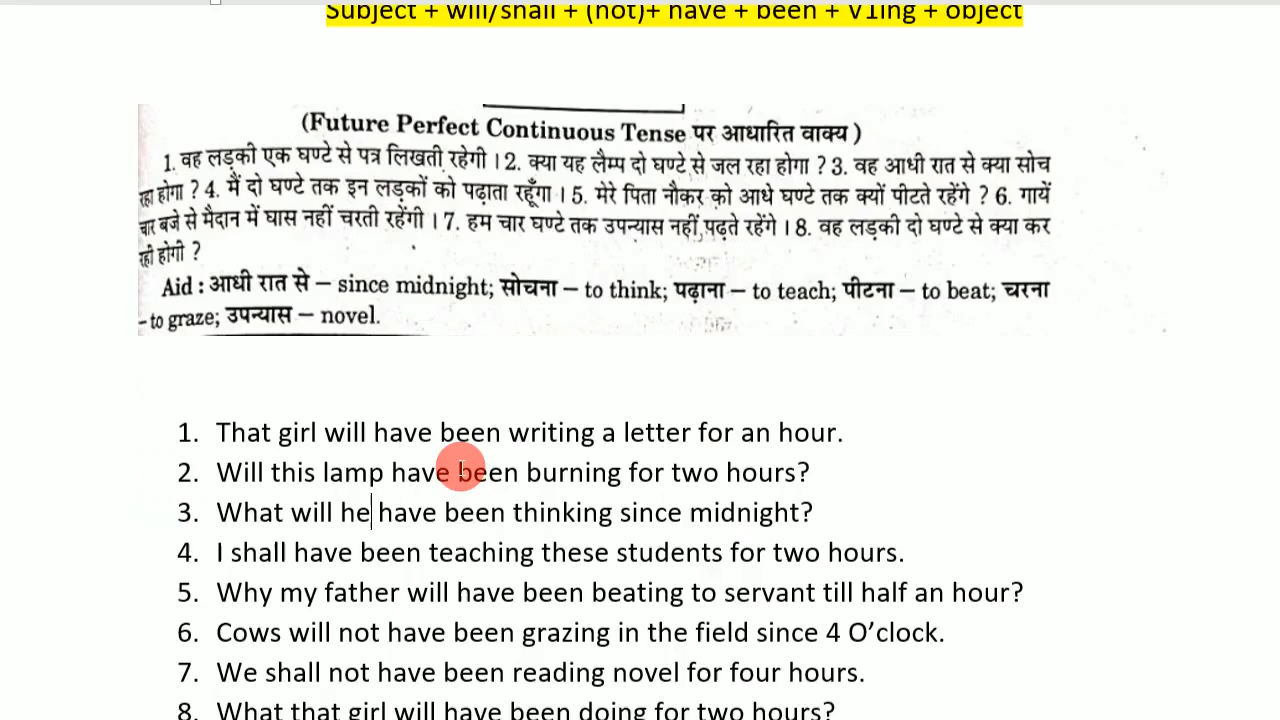 Subject + will/shall + (not)+ have + been + V1ing + object
(Future Perfect Continuous Tense पर आधारित वाक्य )
1. वह लड़की एक घण्टे से पत्र लिखती रहेगी । 2. क्या यह लैम्प दो घण्टे से जल रहा होगा ? 3. वह आधी रात से क्या सोच
रहा होगा ? 4. मैं दो घण्टे तक इन लड़कों को पढ़ाता रहूँगा । 5. मेरे पिता नौकर को आधे घण्टे तक क्यों पीटते रहेंगे ? 6. गायें
चार बजे से मैदान में घास नहीं चरती रहेंगी । 7. हम चार घण्टे तक उपन्यास नहीं पढ़ते रहेंगे । 8. वह लड़की दो घण्टे से क्या कर
रही होगी ?
Aid : आधी रात से – since midnight; सोचना – to think; पढ़ाना – to teach; पीटना – to beat; चरना
– to graze; उपन्यास – novel.
1. That girl will have been writing a letter for an hour.
2. Will this lamp have been burning for two hours?
3. What will he have been thinking since midnight?
4. I shall have been teaching these students for two hours.
5. Why my father will have been beating to servant till half an hour?
6. Cows will not have been grazing in the field since 4 O’clock.
7. We shall not have been reading novel for four hours.
8. What that girl will have been doing for two hours?